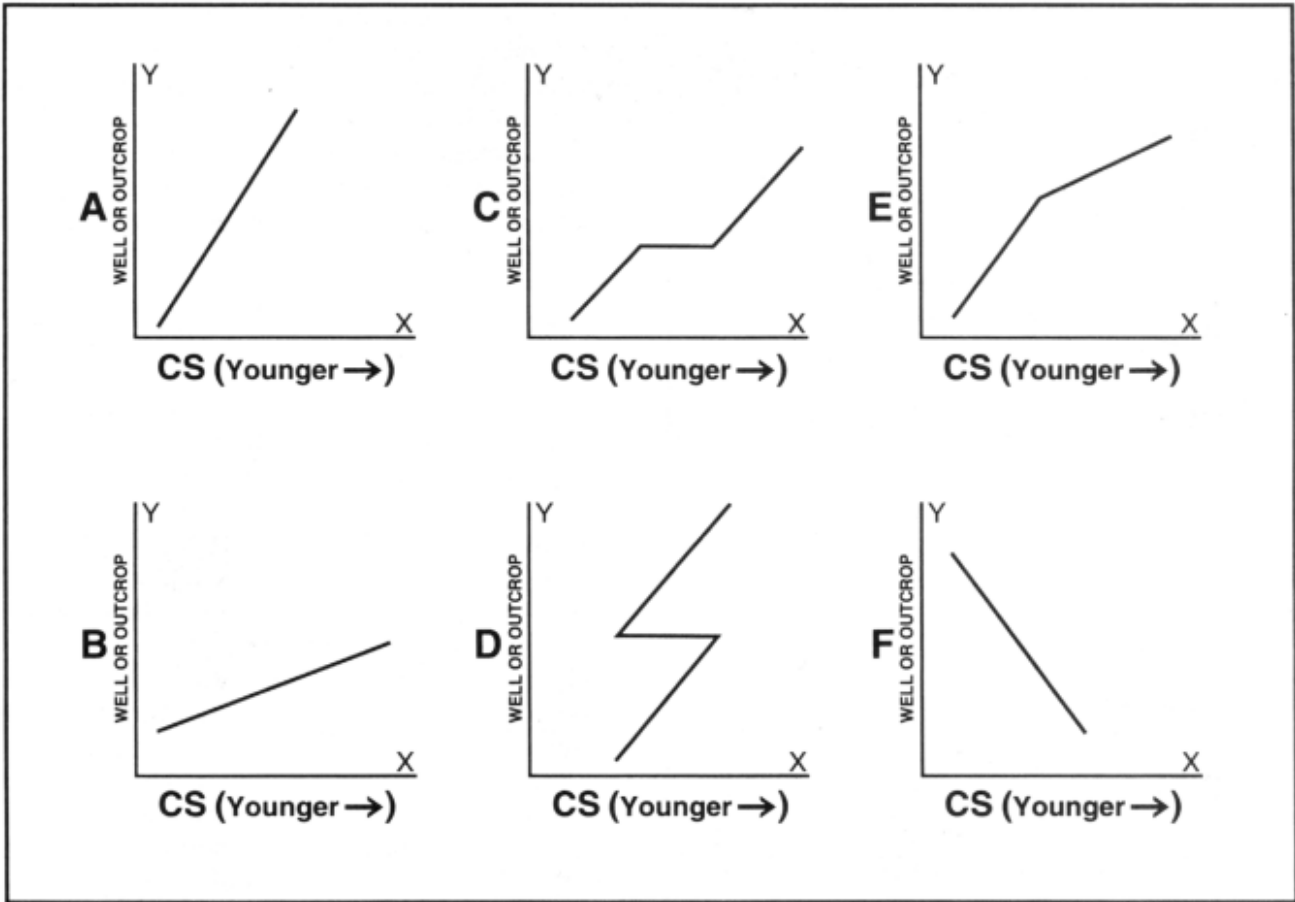 Y
WELL OR OUTCROP
A
X
CS (Younger →)
Y
WELL OR OUTCROP
C
X
CS (Younger →)
Y
WELL OR OUTCROP
E
X
CS (Younger →)
Y
WELL OR OUTCROP
B
X
CS (Younger →)
Y
WELL OR OUTCROP
D
X
CS (Younger →)
Y
WELL OR OUTCROP
F
X
CS (Younger →)